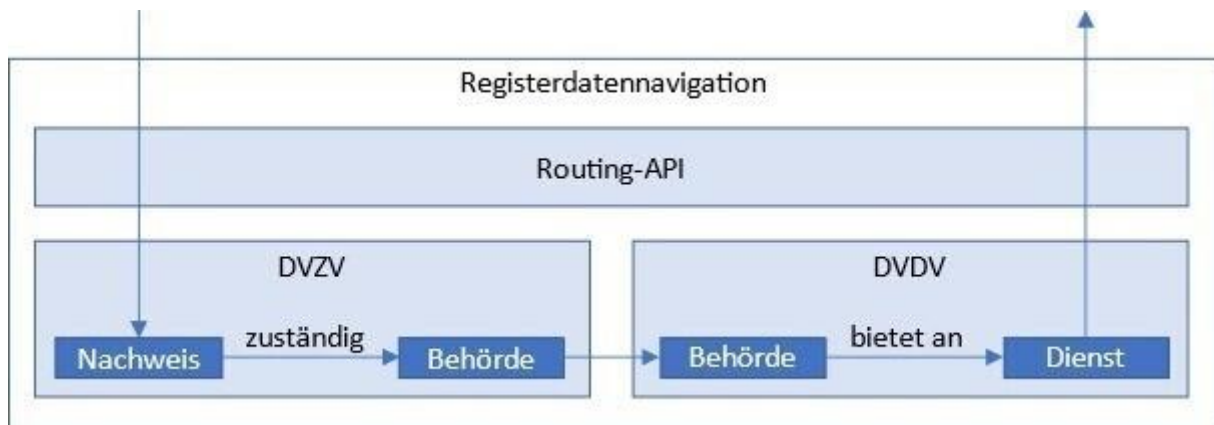 Registerdatennavigation
Routing-API
DVZV
Nachweis
zuständig
Behörde
DVDV
Behörde
bietet an
Dienst